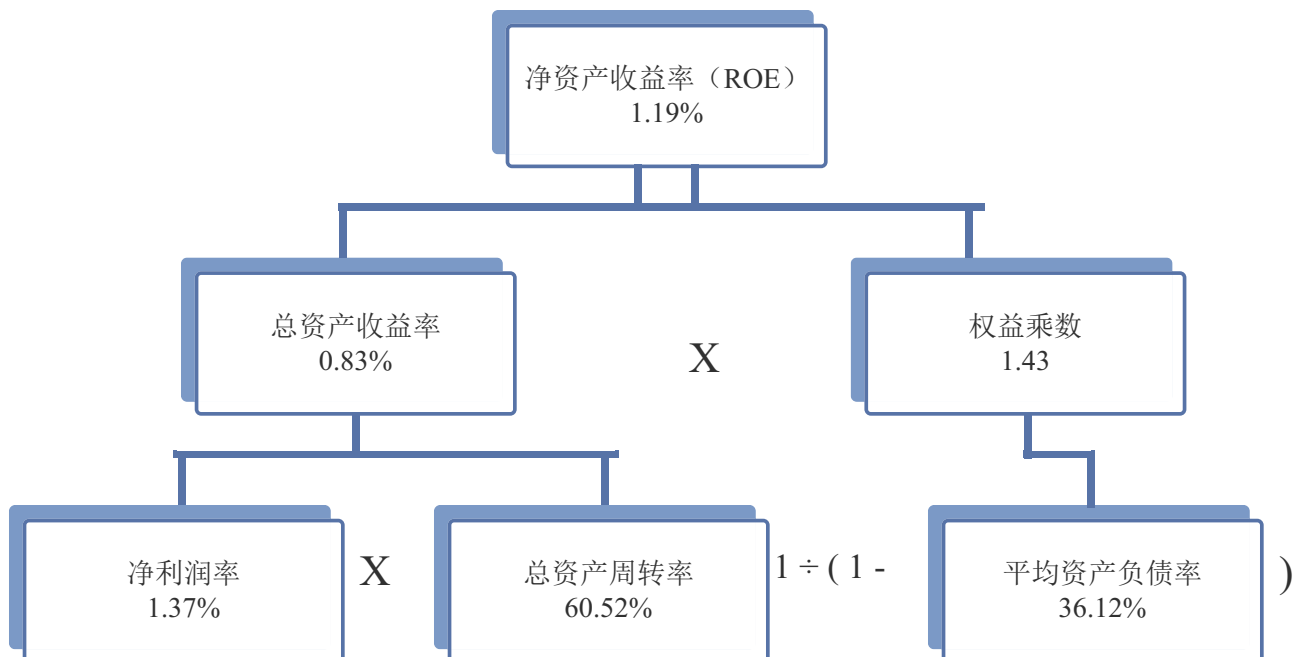 净资产收益率（ROE）
1.19%
总资产收益率
0.83%
X
权益乘数
1.43
净利润率
1.37%
X
总资产周转率
60.52%
1 ÷ ( 1 -
平均资产负债率
36.12%
)